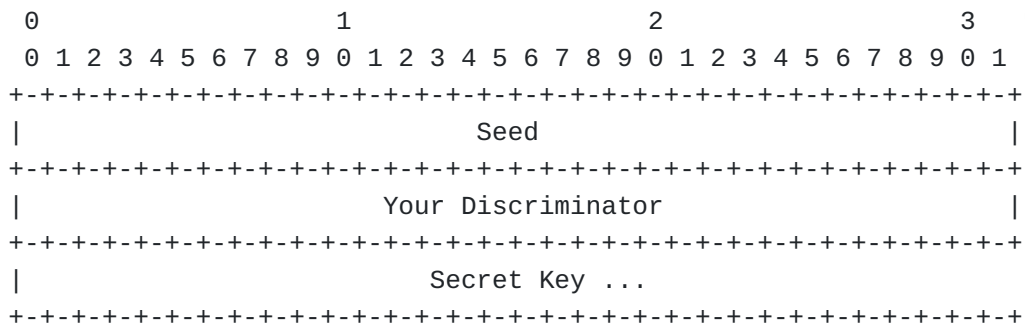 0                   1                   2                   3
 0 1 2 3 4 5 6 7 8 9 0 1 2 3 4 5 6 7 8 9 0 1 2 3 4 5 6 7 8 9 0 1
+-+-+-+-+-+-+-+-+-+-+-+-+-+-+-+-+-+-+-+-+-+-+-+-+-+-+-+-+-+-+-+-+
|                             Seed                              |
+-+-+-+-+-+-+-+-+-+-+-+-+-+-+-+-+-+-+-+-+-+-+-+-+-+-+-+-+-+-+-+-+
|                       Your Discriminator                      |
+-+-+-+-+-+-+-+-+-+-+-+-+-+-+-+-+-+-+-+-+-+-+-+-+-+-+-+-+-+-+-+-+
|                          Secret Key ...
+-+-+-+-+-+-+-+-+-+-+-+-+-+-+-+-+-+-+-+-+-+-+-+-+-+-+-+-+-+-+-+-+